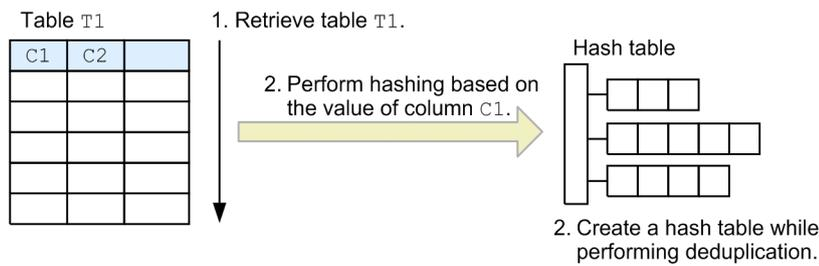 Table T1
1. Retrieve table T1.
C1 C2
Hash table
2. Perform hashing based on
the value of column C1.
2. Create a hash table while
performing deduplication.